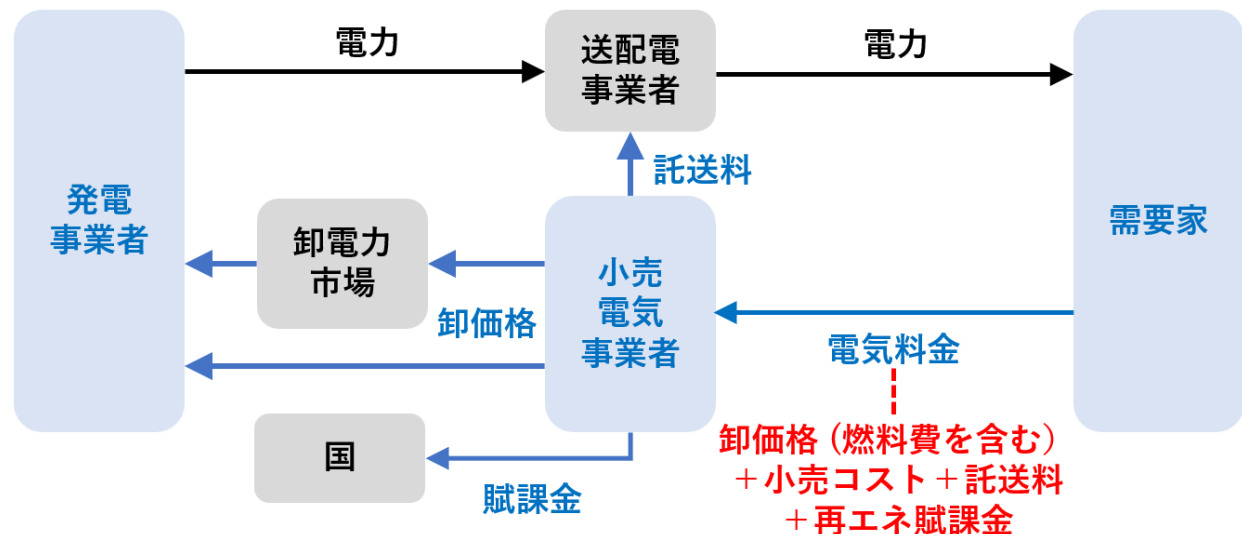 電力
送配電
事業者
電力
託送料
発電
事業者
卸電力
市場
小売
電気
事業者
需要家
卸価格
電気料金
国
賦課金
卸価格（燃料費を含む）
＋小売コスト＋託送料
＋再エネ賦課金